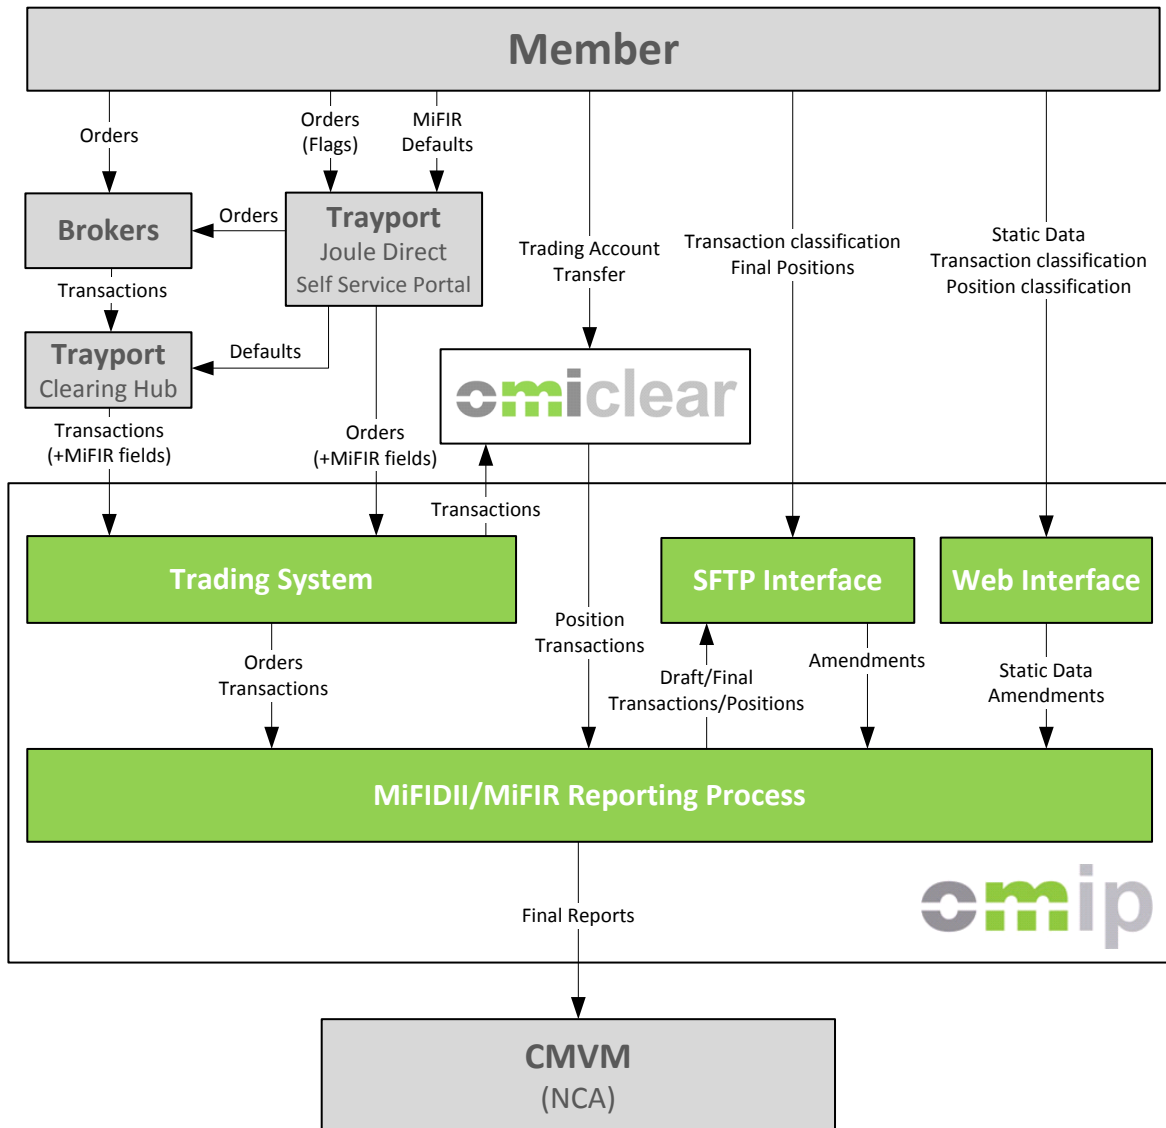 Member
Orders
Orders
(Flags)
MiFIR
Defaults
Brokers
Orders
Trayport
Joule Direct
Self Service Portal
Trading Account
Transfer
Transaction classification
Final Positions
Static Data
Transaction classification
Position classification
Transactions
Trayport
Clearing Hub
Defaults
omiclear
Transactions
(+MiFIR fields)
Orders
(+MiFIR fields)
Transactions
Trading System
SFTP Interface
Web Interface
Position
Transactions
Orders
Transactions
Draft/Final
Transactions/Positions
Amendments
Static Data
Amendments
MiFIDII/MiFIR Reporting Process
omip
Final Reports
CMVM
(NCA)